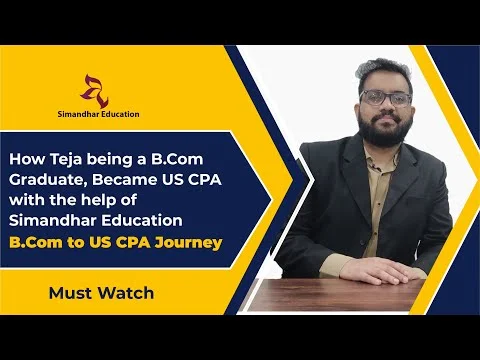 Simandhar Education
How Teja being a B.Com
Graduate, Became US CPA
with the help of
Simandhar Education
B.Com to US CPA Journey
Must Watch